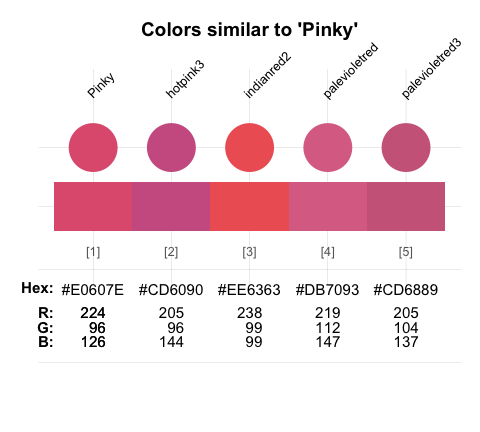 Colors similar to 'Pinky'
Pinky hotpink3 indianred2 palevioletred palevioletred3
[1] [2] [3] [4] [5]
Hex: #E0607E #CD6090 #EE6363 #DB7093 #CD6889
R: 224 205 238 219 205
G: 96 96 99 112 104
B: 126 144 99 147 137